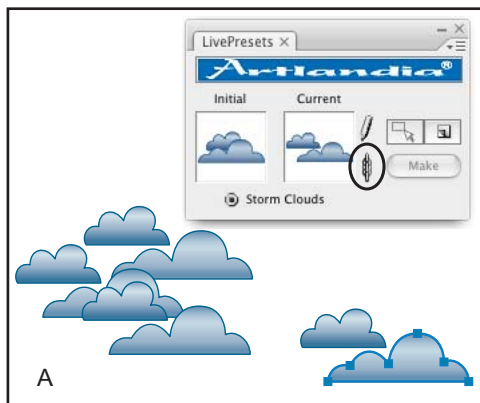 LivePresets ×
Artlandia®
Initial Current
Make
Storm Clouds
A